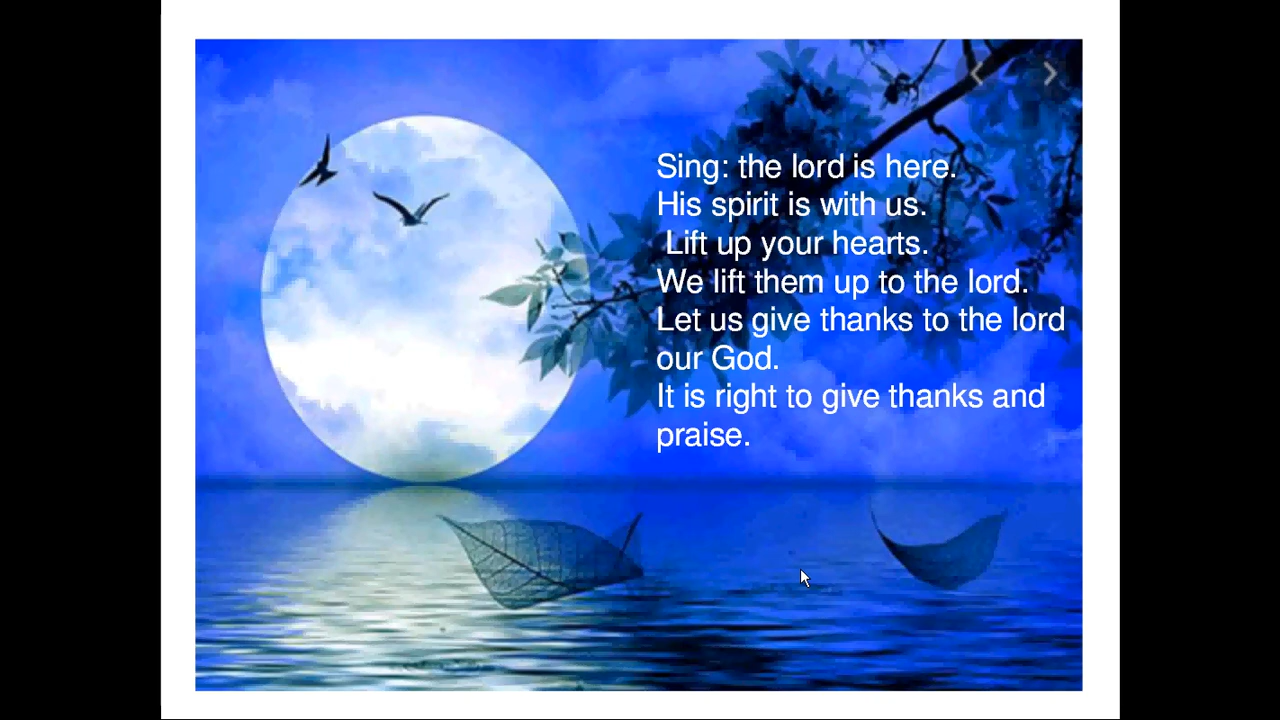 Sing: the lord is here.
His spirit is with us.
Lift up your hearts.
We lift them up to the lord.
Let us give thanks to the lord
our God.
It is right to give thanks and
praise.